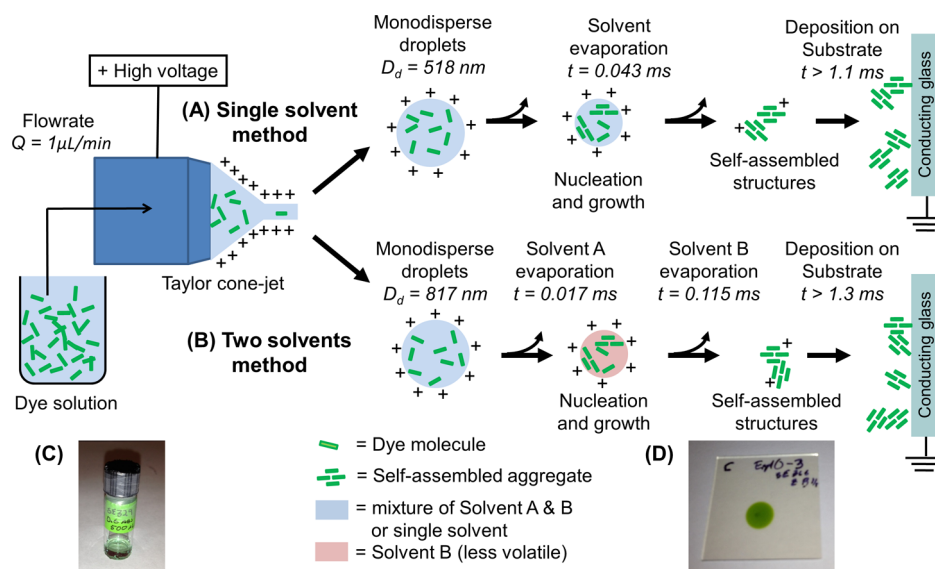 + High voltage
Flowrate
Q = 1µL/min
Taylor cone-jet
Dye solution
(A) Single solvent
method
Monodisperse
droplets
D_d = 518 nm
Solvent
evaporation
t = 0.043 ms
Nucleation
and growth
Self-assembled
structures
Deposition on
Substrate
t > 1.1 ms
Conducting glass
(B) Two solvents
method
Monodisperse
droplets
D_d = 817 nm
Solvent A
evaporation
t = 0.017 ms
Nucleation
and growth
Solvent B
evaporation
t = 0.115 ms
Self-assembled
structures
Deposition on
Substrate
t > 1.3 ms
Conducting glass
(C)
= Dye molecule
= Self-assembled aggregate
= mixture of Solvent A & B
or single solvent
= Solvent B (less volatile)
(D)
C